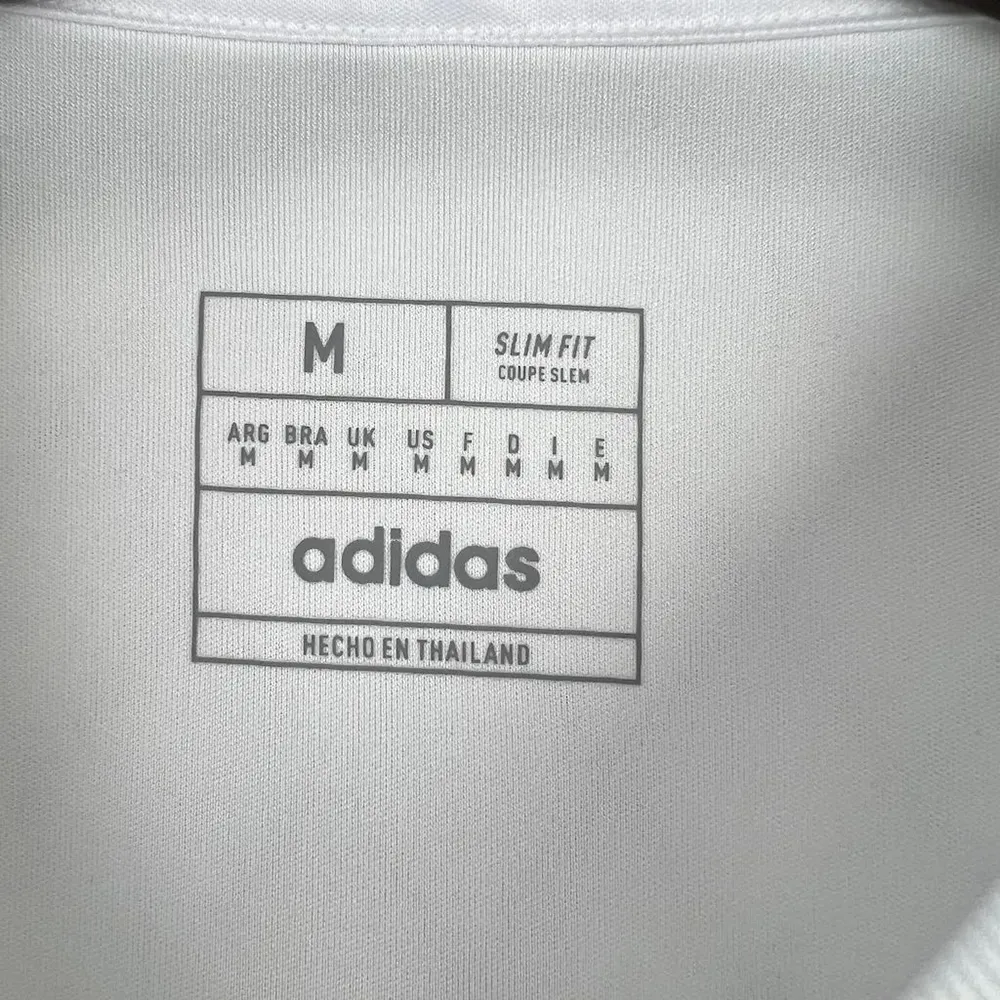 M
SLIM FIT
COUPE SLEM
ARG BRA UK US F D I E
M M M M M M M M
adidas
HECHO EN THAILAND